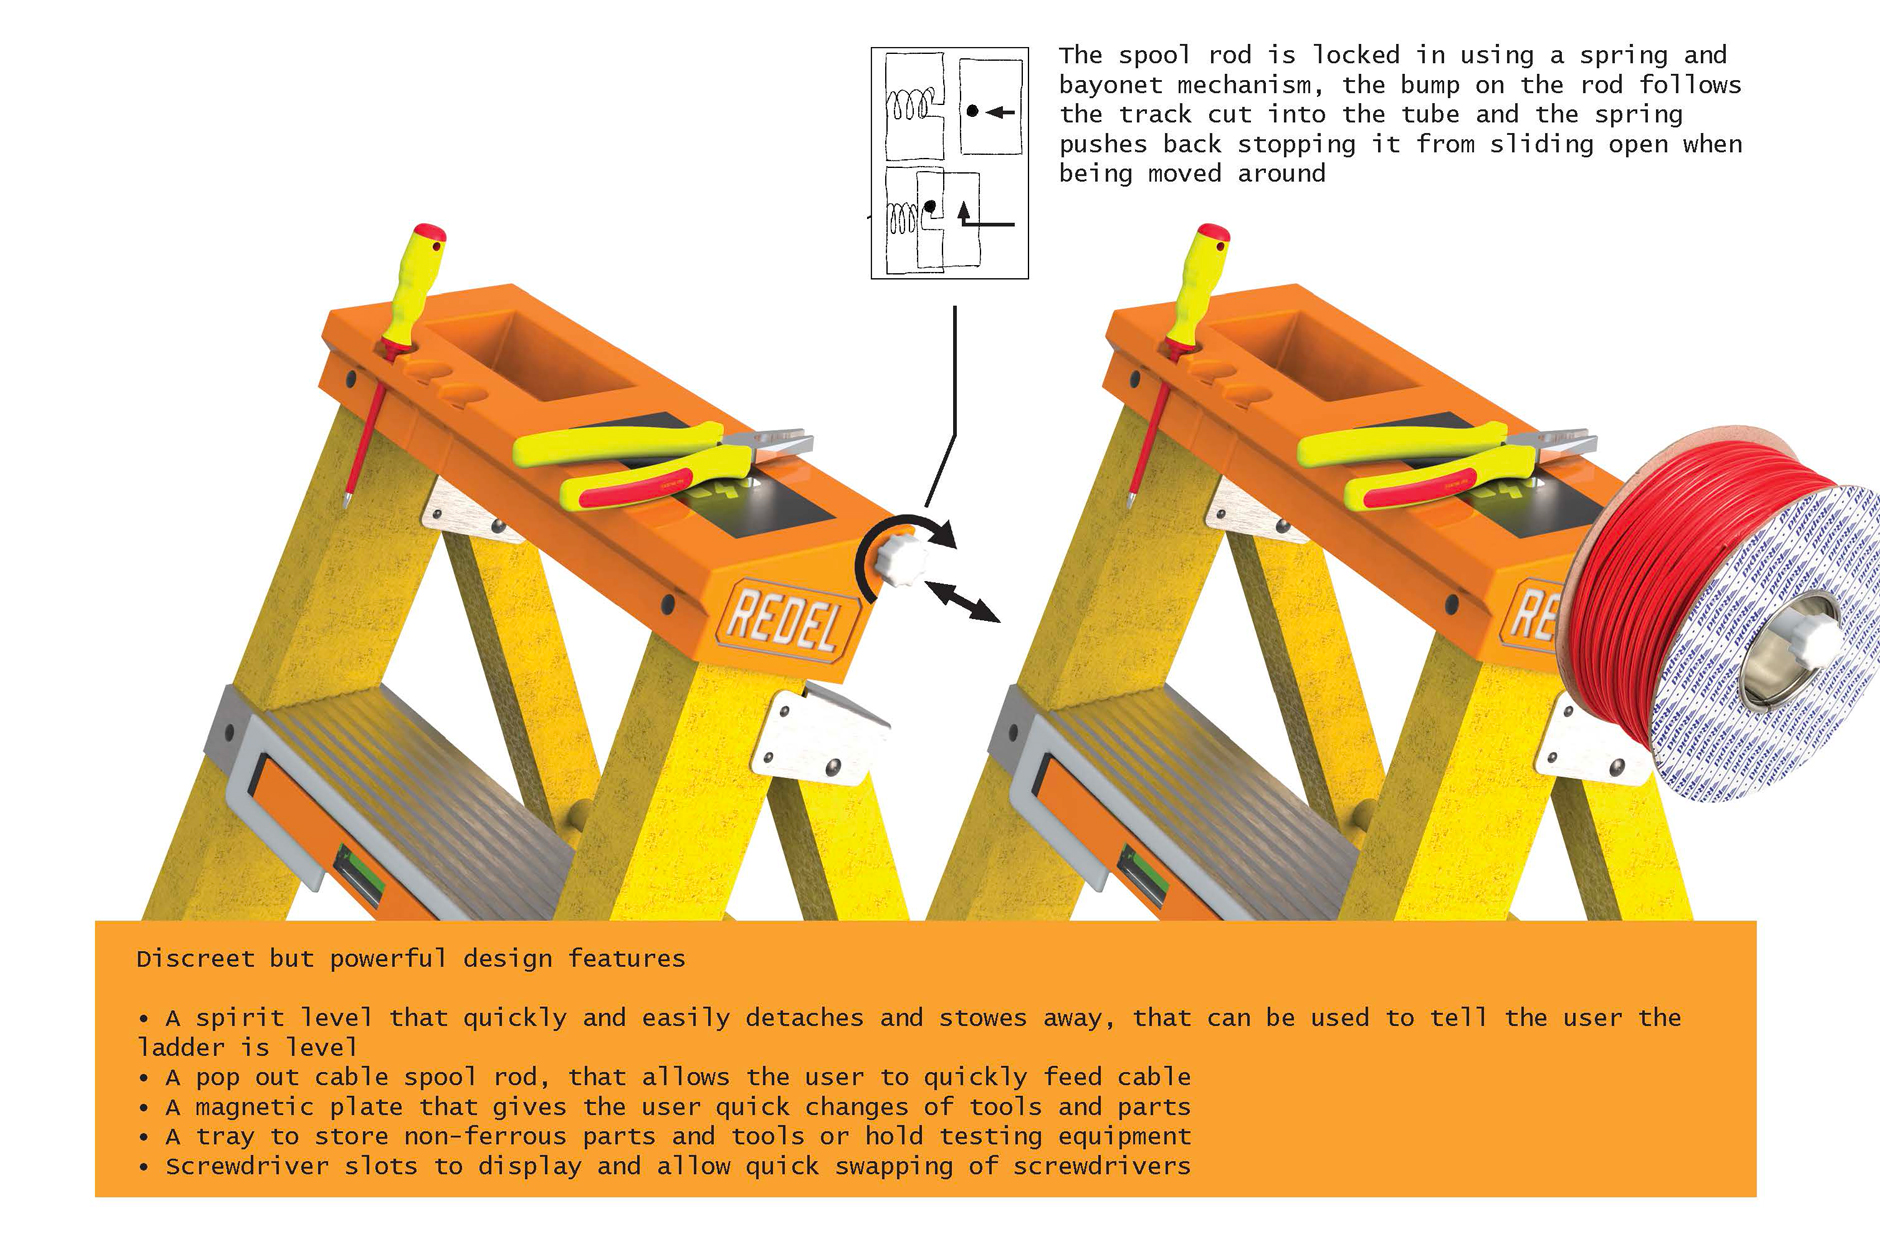 The spool rod is locked in using a spring and
bayonet mechanism, the bump on the rod follows
the track cut into the tube and the spring
pushes back stopping it from sliding open when
being moved around
REDEL
RE
Discreet but powerful design features
• A spirit level that quickly and easily detaches and stowes away, that can be used to tell the user the
ladder is level
• A pop out cable spool rod, that allows the user to quickly feed cable
• A magnetic plate that gives the user quick changes of tools and parts
• A tray to store non-ferrous parts and tools or hold testing equipment
• Screwdriver slots to display and allow quick swapping of screwdrivers